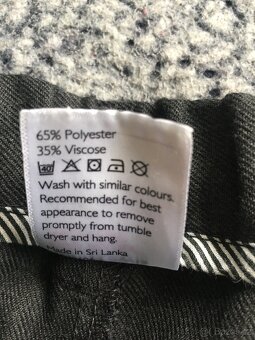 65% Polyester
35% Viscose
40
Wash with similar colours.
Recommended for best
appearance to remove
promptly from tumble
dryer and hang.
Made in Sri Lanka